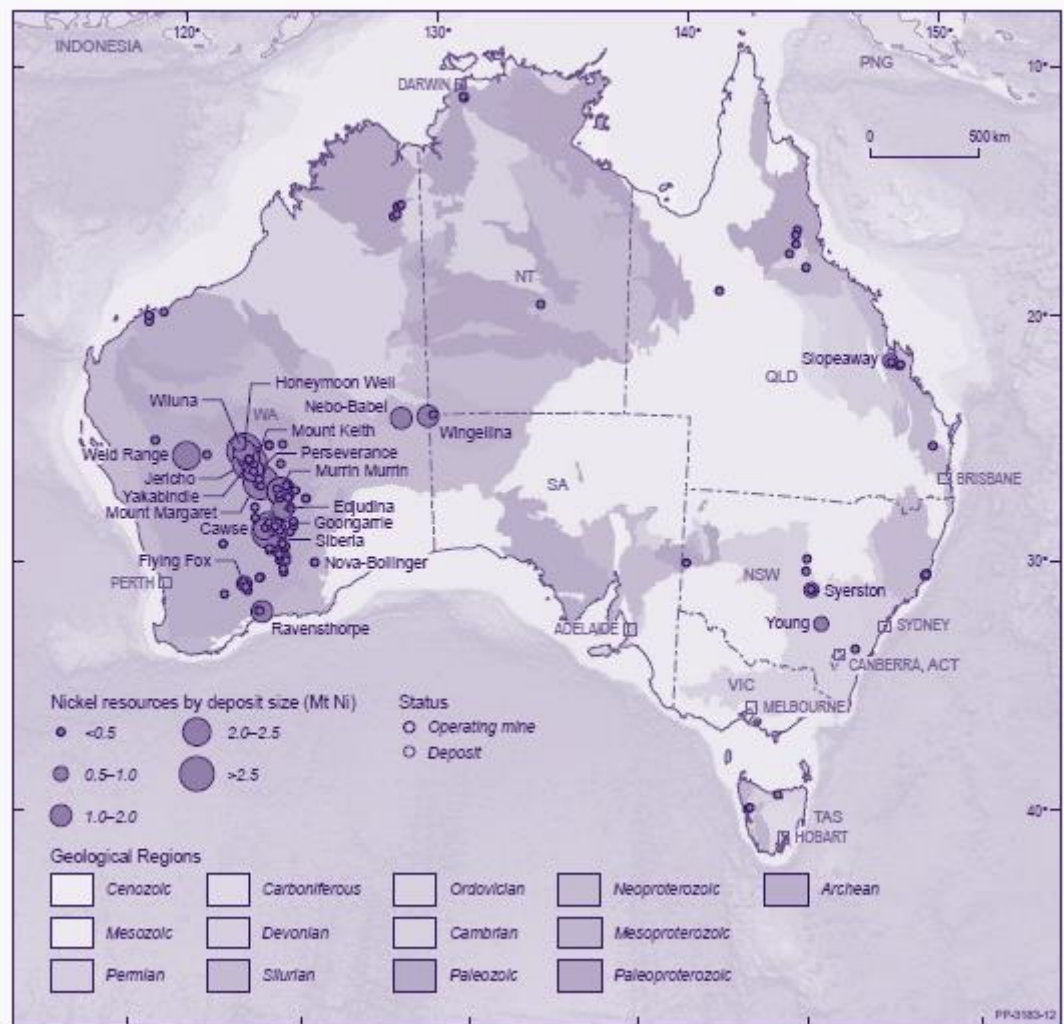 120°
130°
140°
150°
INDONESIA
PNG
10°
DARWIN
0
500 km
NT
20°
Slopeaway
QLD
Honeymoon Well
Wiluna
WA
Nebo-Babel
Mount Keith
Wingellina
Weld Range
Perseverance
Jericho
Murrin Murrin
BRISBANE
Yakabindie
SA
Mount Margaret
Edjudina
Cawse
Goongarrie
Siberia
30°
Flying Fox
Nova-Bollinger
NSW
PERTH
Syerston
Young
SYDNEY
Ravensthorpe
ADELAIDE
CANBERRA, ACT
VIC
MELBOURNE
Nickel resources by deposit size (Mt Ni)
Status
<0.5
2.0–2.5
Operating mine
Deposit
0.5–1.0
>2.5
1.0–2.0
40°
TAS
HOBART
Geological Regions
Cenozoic
Carboniferous
Ordovician
Neoproterozoic
Archean
Mesozoic
Devonian
Cambrian
Mesoproterozoic
Permian
Silurian
Paleozoic
Paleoproterozoic
PP-3183-12